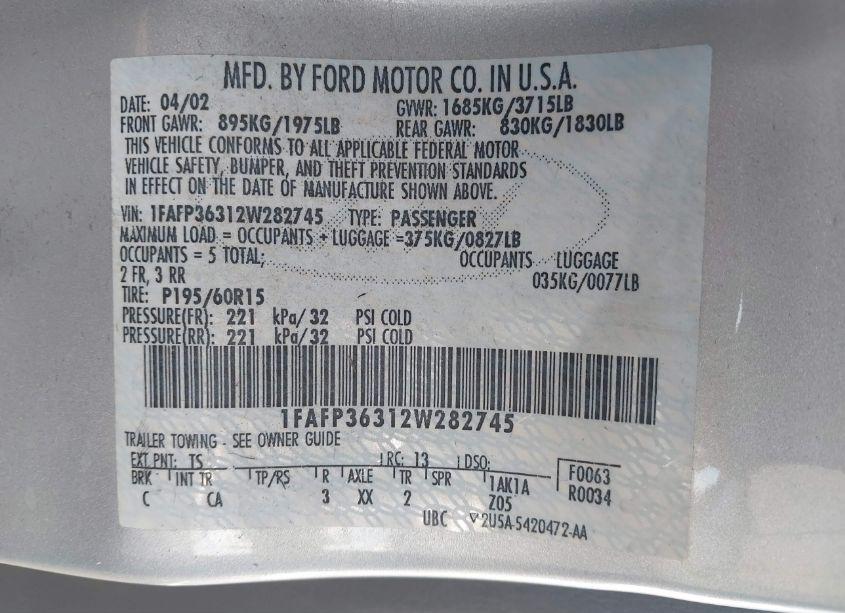 MFD. BY FORD MOTOR CO. IN U.S.A.
DATE: 04/02 GVWR: 1685KG/3715LB
FRONT GAWR: 895KG/1975LB REAR GAWR: 830KG/1830LB
THIS VEHICLE CONFORMS TO ALL APPLICABLE FEDERAL MOTOR
VEHICLE SAFETY, BUMPER, AND THEFT PREVENTION STANDARDS
IN EFFECT ON THE DATE OF MANUFACTURE SHOWN ABOVE.
VIN: 1FAFP36312W282745 TYPE: PASSENGER
MAXIMUM LOAD = OCCUPANTS + LUGGAGE =375KG/0827LB
OCCUPANTS = 5 TOTAL; OCCUPANTS LUGGAGE
2 FR, 3 RR 035KG/0077LB
TIRE: P195/60R15
PRESSURE(FR): 221 kPa/32 PSI COLD
PRESSURE(RR): 221 kPa/32 PSI COLD
1FAFP36312W282745
TRAILER TOWING - SEE OWNER GUIDE
EXT PNT: TS RC: 13 DSO: F0063
BRK INT TR TP/RS R AXLE TR SPR 1AK1A R0034
C CA 3 XX 2 Z05
UBC 2U5A-5420472-AA